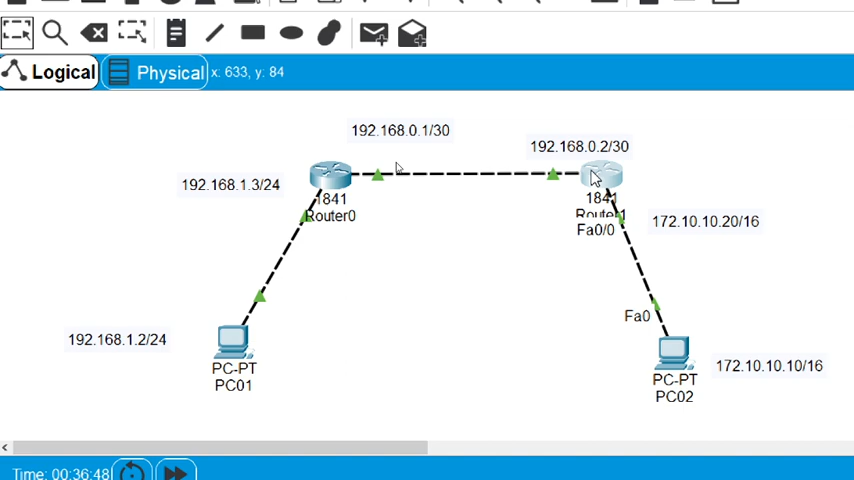 Logical
Physical
x: 633, y: 84
192.168.0.1/30
192.168.0.2/30
192.168.1.3/24
1841
Router0
1841
Router1
Fa0/0
172.10.10.20/16
Fa0
192.168.1.2/24
PC-PT
PC01
PC-PT
PC02
172.10.10.10/16
Time: 00:36:48